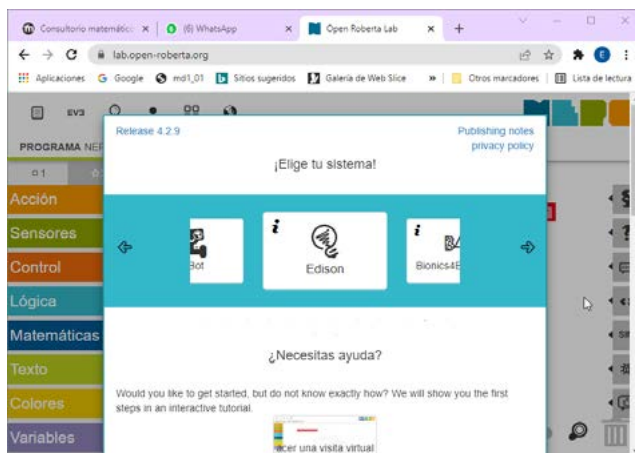 Consultorio matemático
(6) WhatsApp
Open Roberta Lab
lab.open-roberta.org
Aplicaciones
Google
md1_01
Sitios sugeridos
Galería de Web Slice
Otros marcadores
Lista de lectura
EV3
PROGRAMA NEP
Release 4.2.9
Publishing notes
privacy policy
¡Elige tu sistema!
Bot
Edison
Bionics4E
Acción
Sensores
Control
Lógica
Matemáticas
Texto
Colores
Variables
¿Necesitas ayuda?
Would you like to get started, but do not know exactly how? We will show you the first
steps in an interactive tutorial.
acer una visita virtual